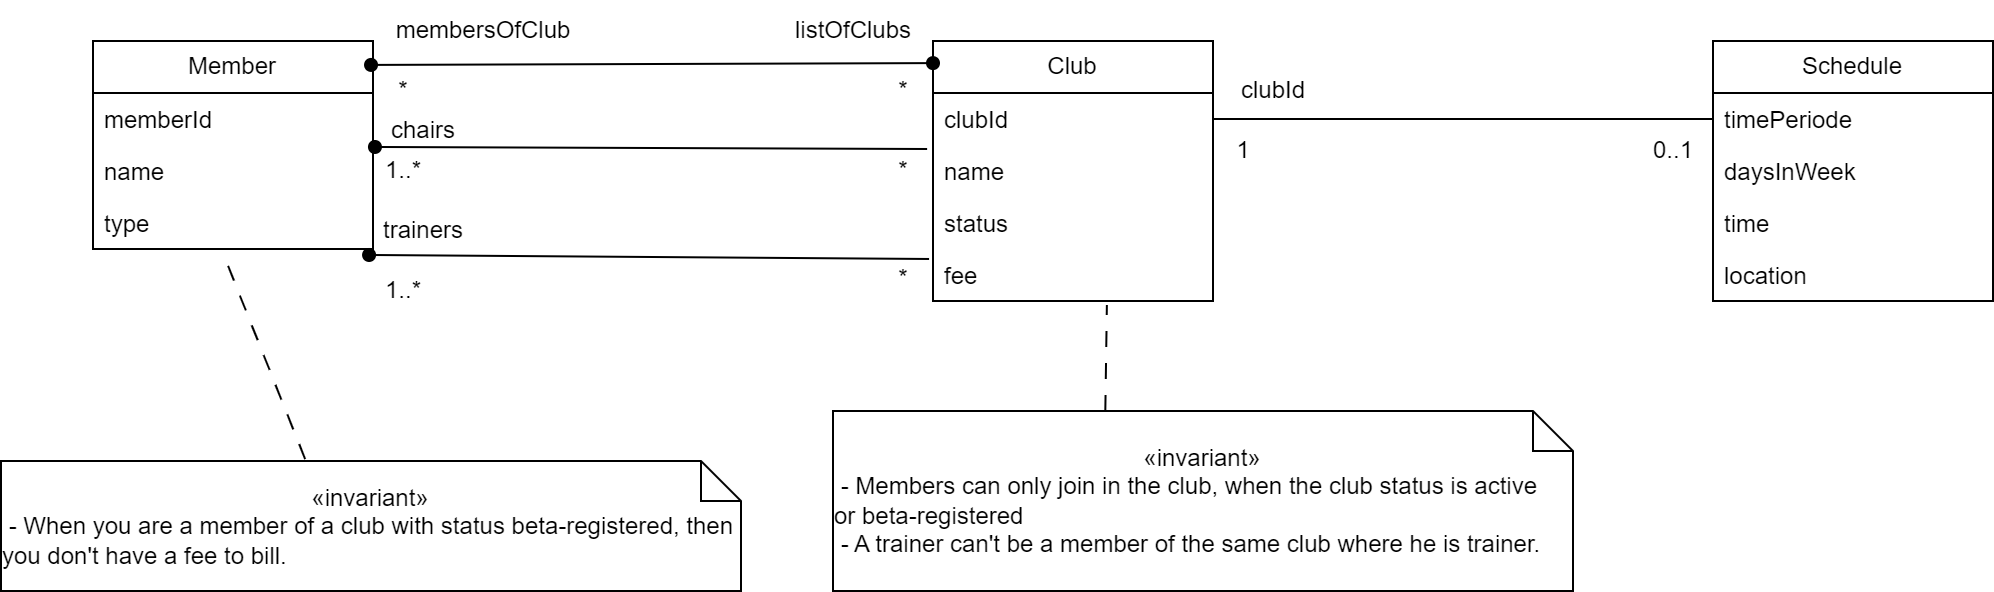 membersOfClub
listOfClubs
Member
Club
Schedule
*
*
clubId
memberId
chairs
clubId
timePeriode
1..*
*
1
0..1
name
name
daysInWeek
type
trainers
status
time
1..*
*
fee
location
«invariant»
- When you are a member of a club with status beta-registered, then
you don't have a fee to bill.
«invariant»
- Members can only join in the club, when the club status is active
or beta-registered
- A trainer can't be a member of the same club where he is trainer.